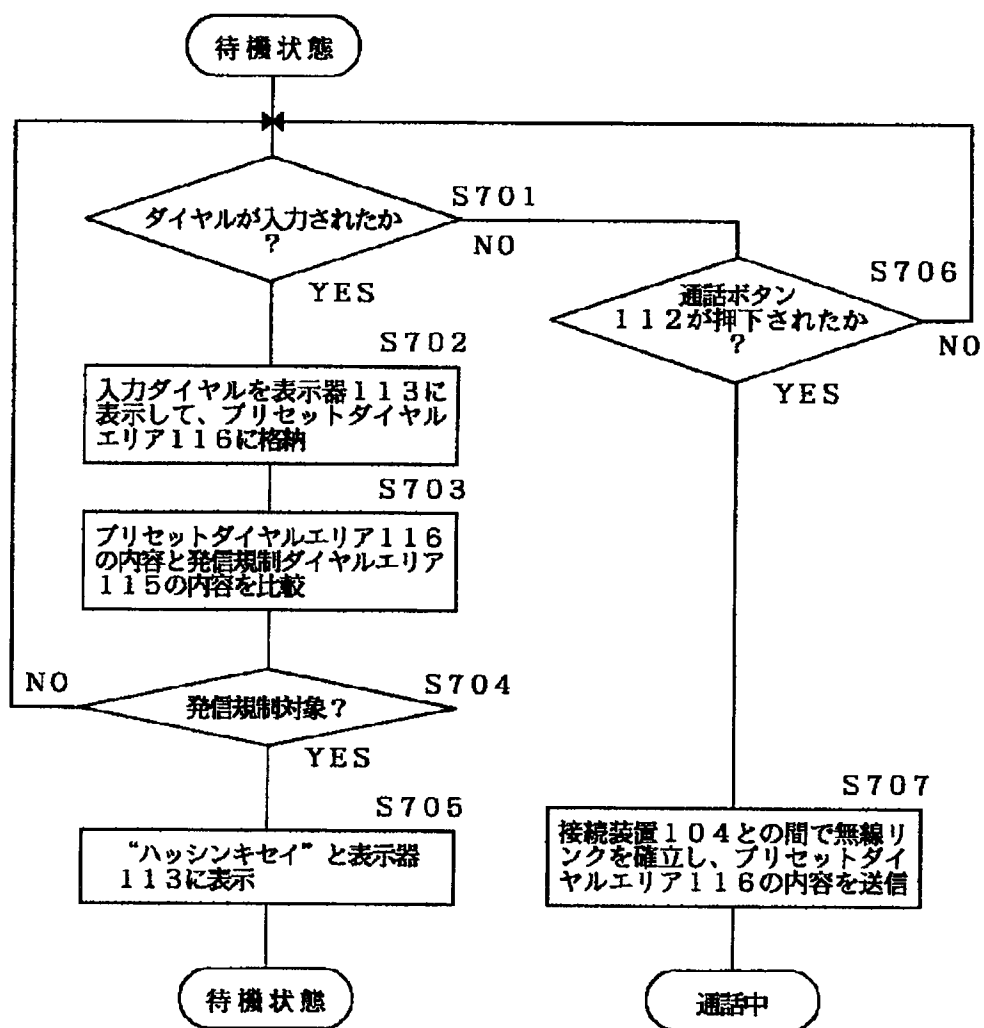 待機状態
S701
ダイヤルが入力されたか
?
NO
YES
S706
通話ボタン
112が押下されたか
?
NO
YES
S702
入力ダイヤルを表示器113に
表示して、プリセットダイヤル
エリア116に格納
S703
プリセットダイヤルエリア116
の内容と発信規制ダイヤルエリア
115の内容を比較
NO
S704
発信規制対象?
YES
S705
“ハッシンキセイ”と表示器
113に表示
S707
接続装置104との間で無線リ
ンクを確立し、プリセットダイ
ヤルエリア116の内容を送信
待機状態
通話中